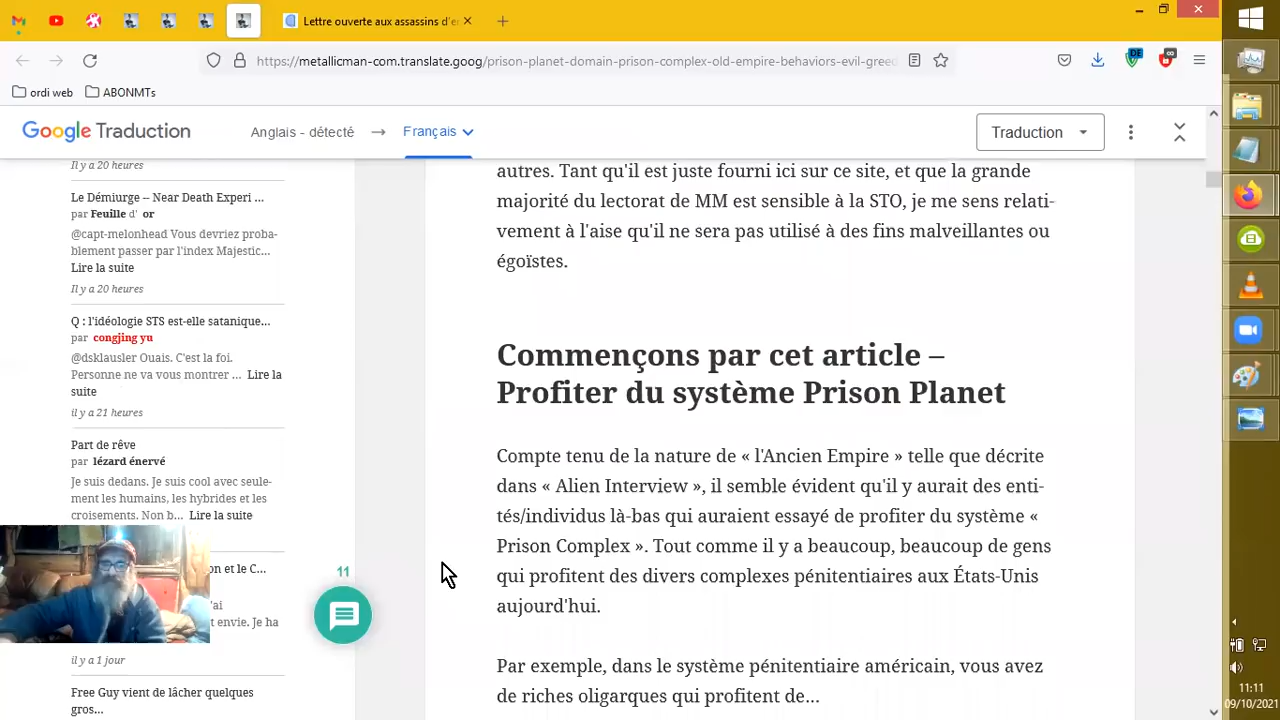 Lettre ouverte aux assassins d'e
https://metallicman-com.translate.goog/prison-planet-domain-prison-complex-old-empire-behaviors-evil-greed
DE
ordi web
ABONMTs
Google Traduction
Anglais - détecté
Français
Traduction
Il y a 20 heures
Le Démiurge – Near Death Experi ...
par Feuille d' or
@capt-melonhead Vous devriez proba-
blement passer par l'index Majestic...
Lire la suite
Il y a 20 heures
Q : l'idéologie STS est-elle satanique...
par congjing yu
@dsklausler Ouais. C'est la foi.
Personne ne va vous montrer ... Lire la
suite
il y a 21 heures
Part de rêve
par lézard énervé
Je suis dedans. Je suis cool avec seule-
ment les humains, les hybrides et les
croisements. Non b... Lire la suite
on et le C...
'ai
t envie. Je ha
il y a 1 jour
Free Guy vient de lâcher quelques
gros...
11
autres. Tant qu'il est juste fourni ici sur ce site, et que la grande
majorité du lectorat de MM est sensible à la STO, je me sens relati-
vement à l'aise qu'il ne sera pas utilisé à des fins malveillantes ou
égoïstes.
Commençons par cet article –
Profiter du système Prison Planet
Compte tenu de la nature de « l'Ancien Empire » telle que décrite
dans « Alien Interview », il semble évident qu'il y aurait des enti-
tés/individus là-bas qui auraient essayé de profiter du système «
Prison Complex ». Tout comme il y a beaucoup, beaucoup de gens
qui profitent des divers complexes pénitentiaires aux États-Unis
aujourd'hui.
Par exemple, dans le système pénitentiaire américain, vous avez
de riches oligarques qui profitent de...
11:11
09/10/2021